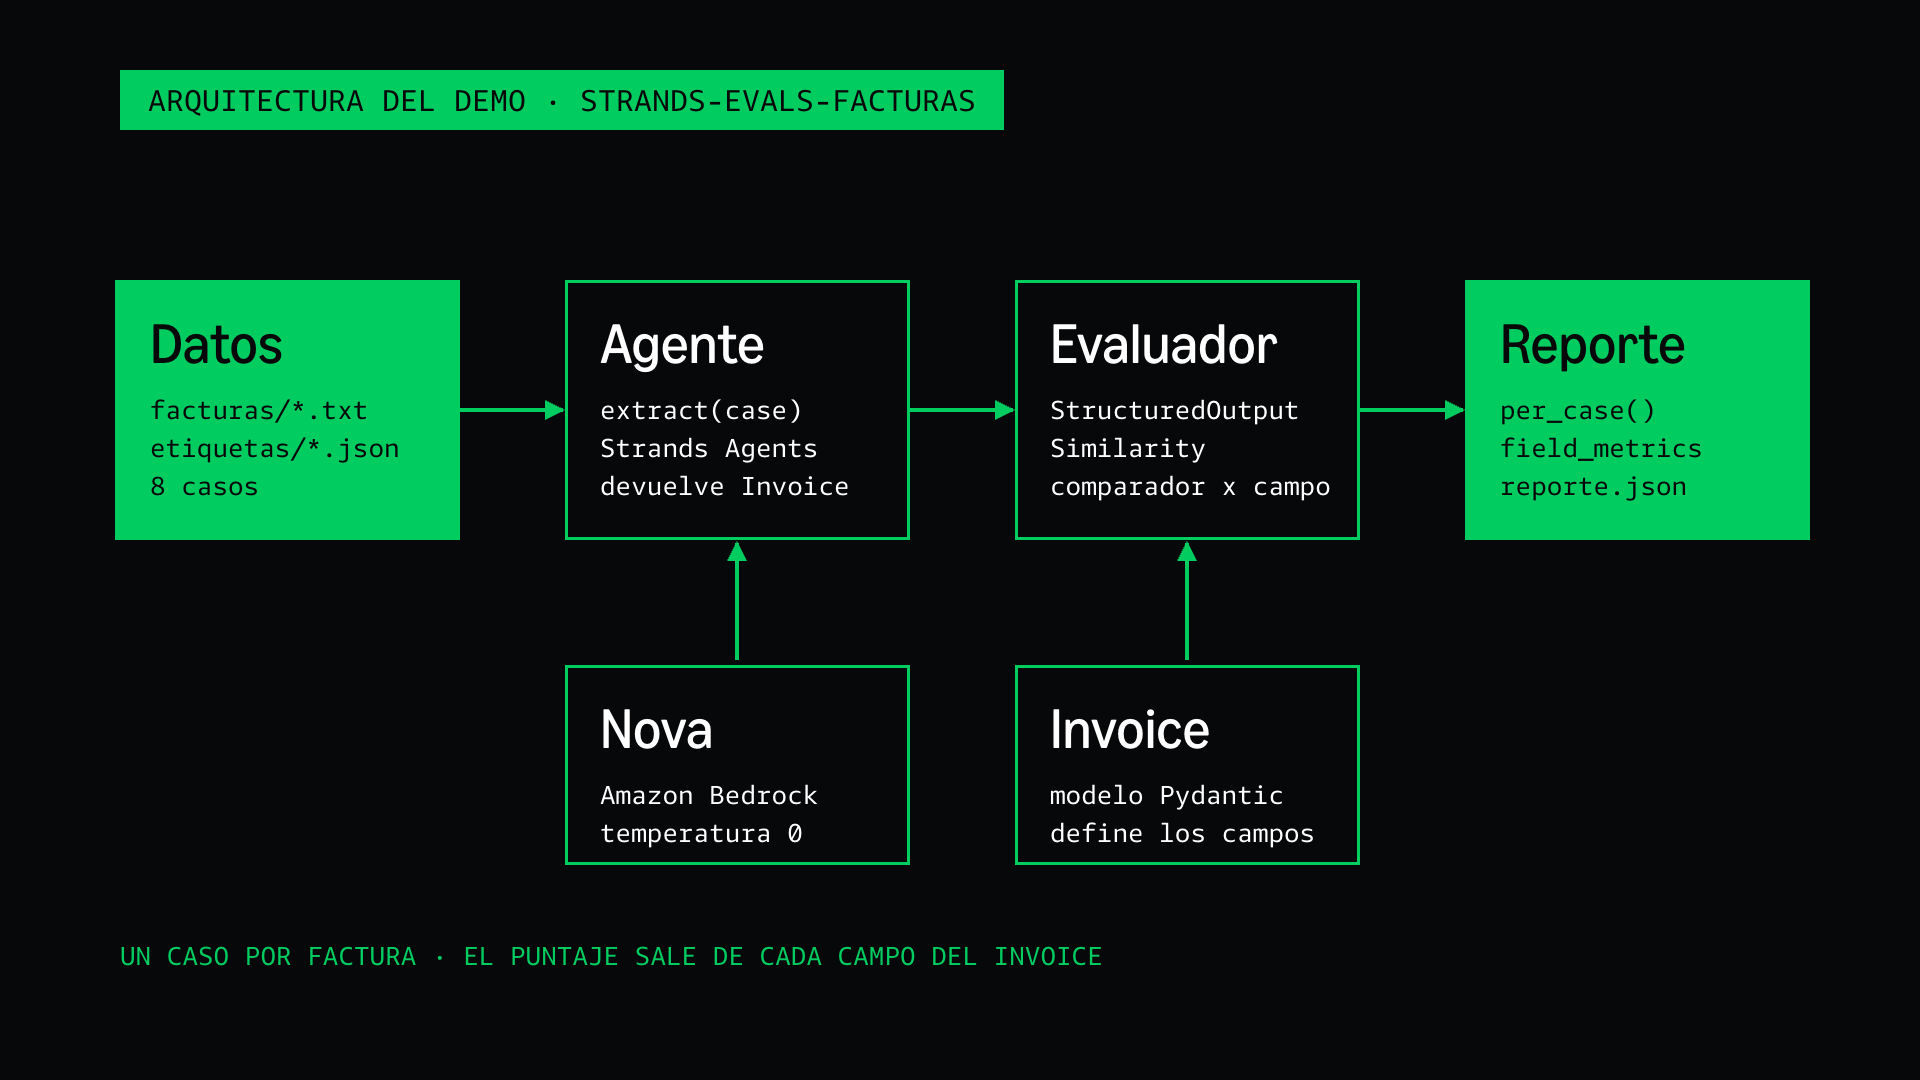 ARQUITECTURA DEL DEMO · STRANDS-EVALS-FACTURAS
Datos
facturas/*.txt
etiquetas/*.json
8 casos
Agente
extract(case)
Strands Agents
devuelve Invoice
Evaluador
StructuredOutput
Similarity
comparador x campo
Reporte
per_case()
field_metrics
reporte.json
Nova
Amazon Bedrock
temperatura 0
Invoice
modelo Pydantic
define los campos
UN CASO POR FACTURA · EL PUNTAJE SALE DE CADA CAMPO DEL INVOICE